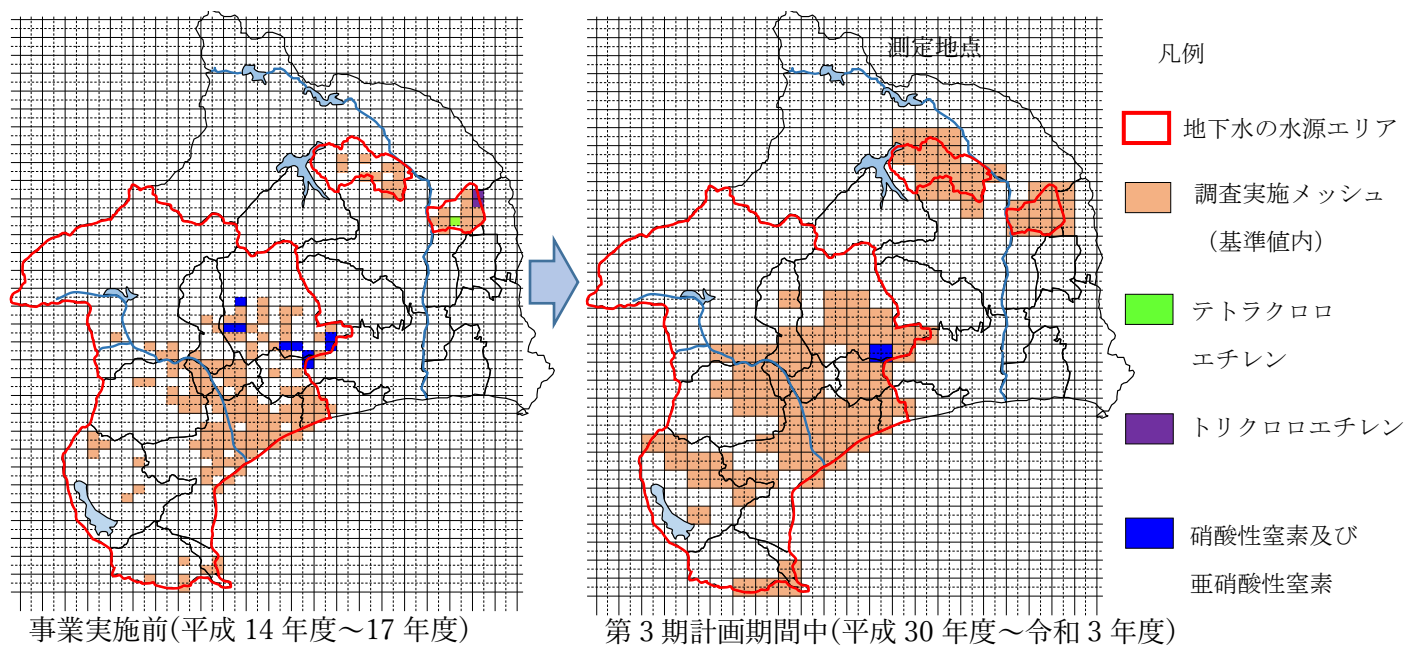 測定地点
凡例
地下水の水源エリア
調査実施メッシュ
（基準値内）
テトラクロロ
エチレン
トリクロロエチレン
硝酸性窒素及び
亜硝酸性窒素
事業実施前(平成 14 年度～17 年度)
第 3 期計画期間中(平成 30 年度～令和 3 年度)